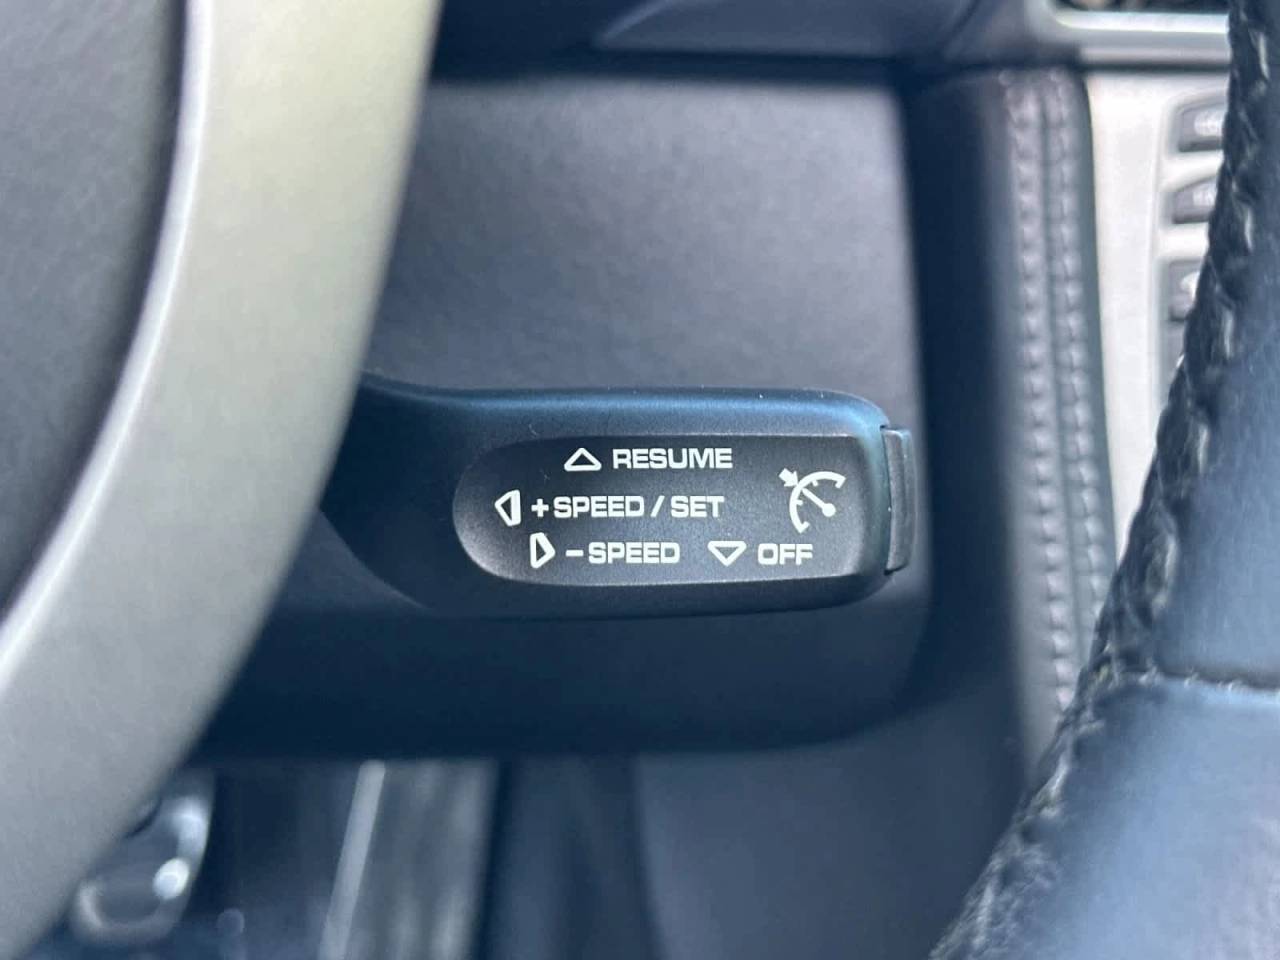 △ RESUME
◁ + SPEED / SET
▷ – SPEED ▽ OFF